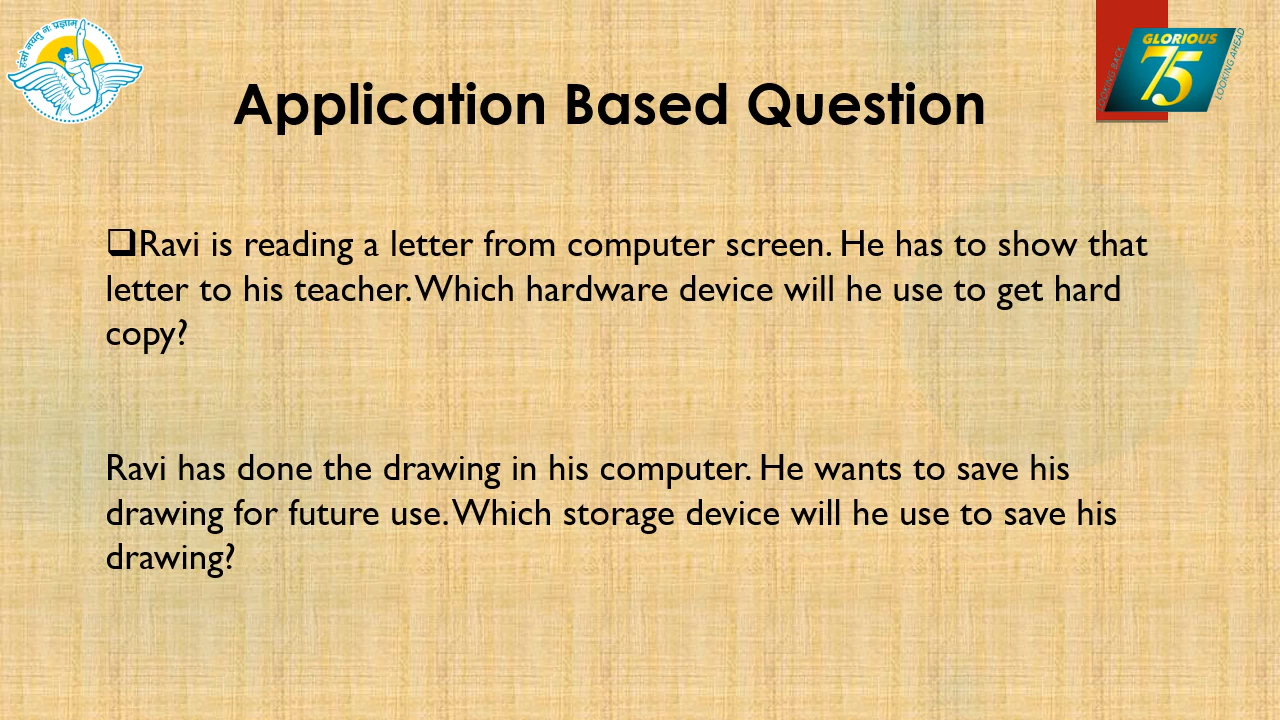 हंसो नयतु नः प्रज्ञाम्
GLORIOUS
75
LOOKING BACK
LOOKING AHEAD
Application Based Question
❑Ravi is reading a letter from computer screen. He has to show that
letter to his teacher. Which hardware device will he use to get hard
copy?
Ravi has done the drawing in his computer. He wants to save his
drawing for future use. Which storage device will he use to save his
drawing?